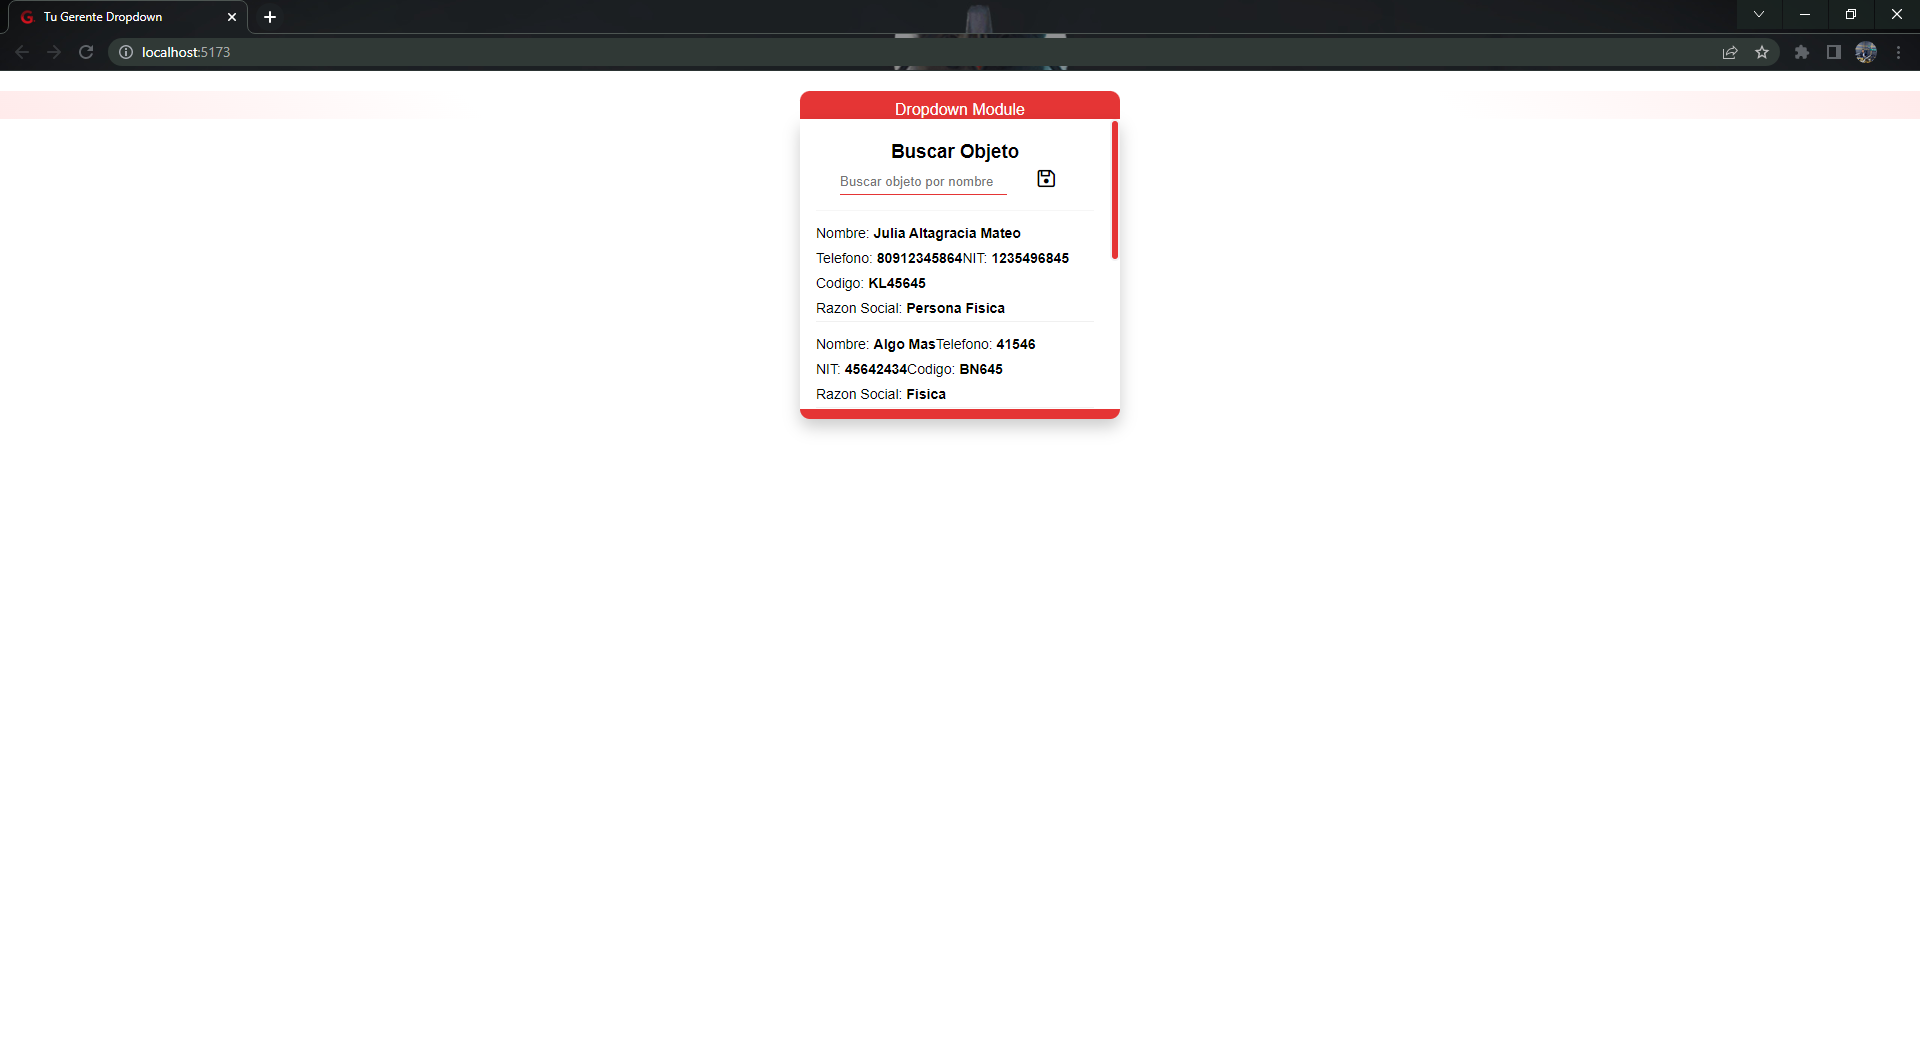 Tu Gerente Dropdown
localhost:5173
Dropdown Module
Buscar Objeto
Buscar objeto por nombre
Nombre: Julia Altagracia Mateo
Telefono: 80912345864NIT: 1235496845
Codigo: KL45645
Razon Social: Persona Fisica
Nombre: Algo MasTelefono: 41546
NIT: 45642434Codigo: BN645
Razon Social: Fisica